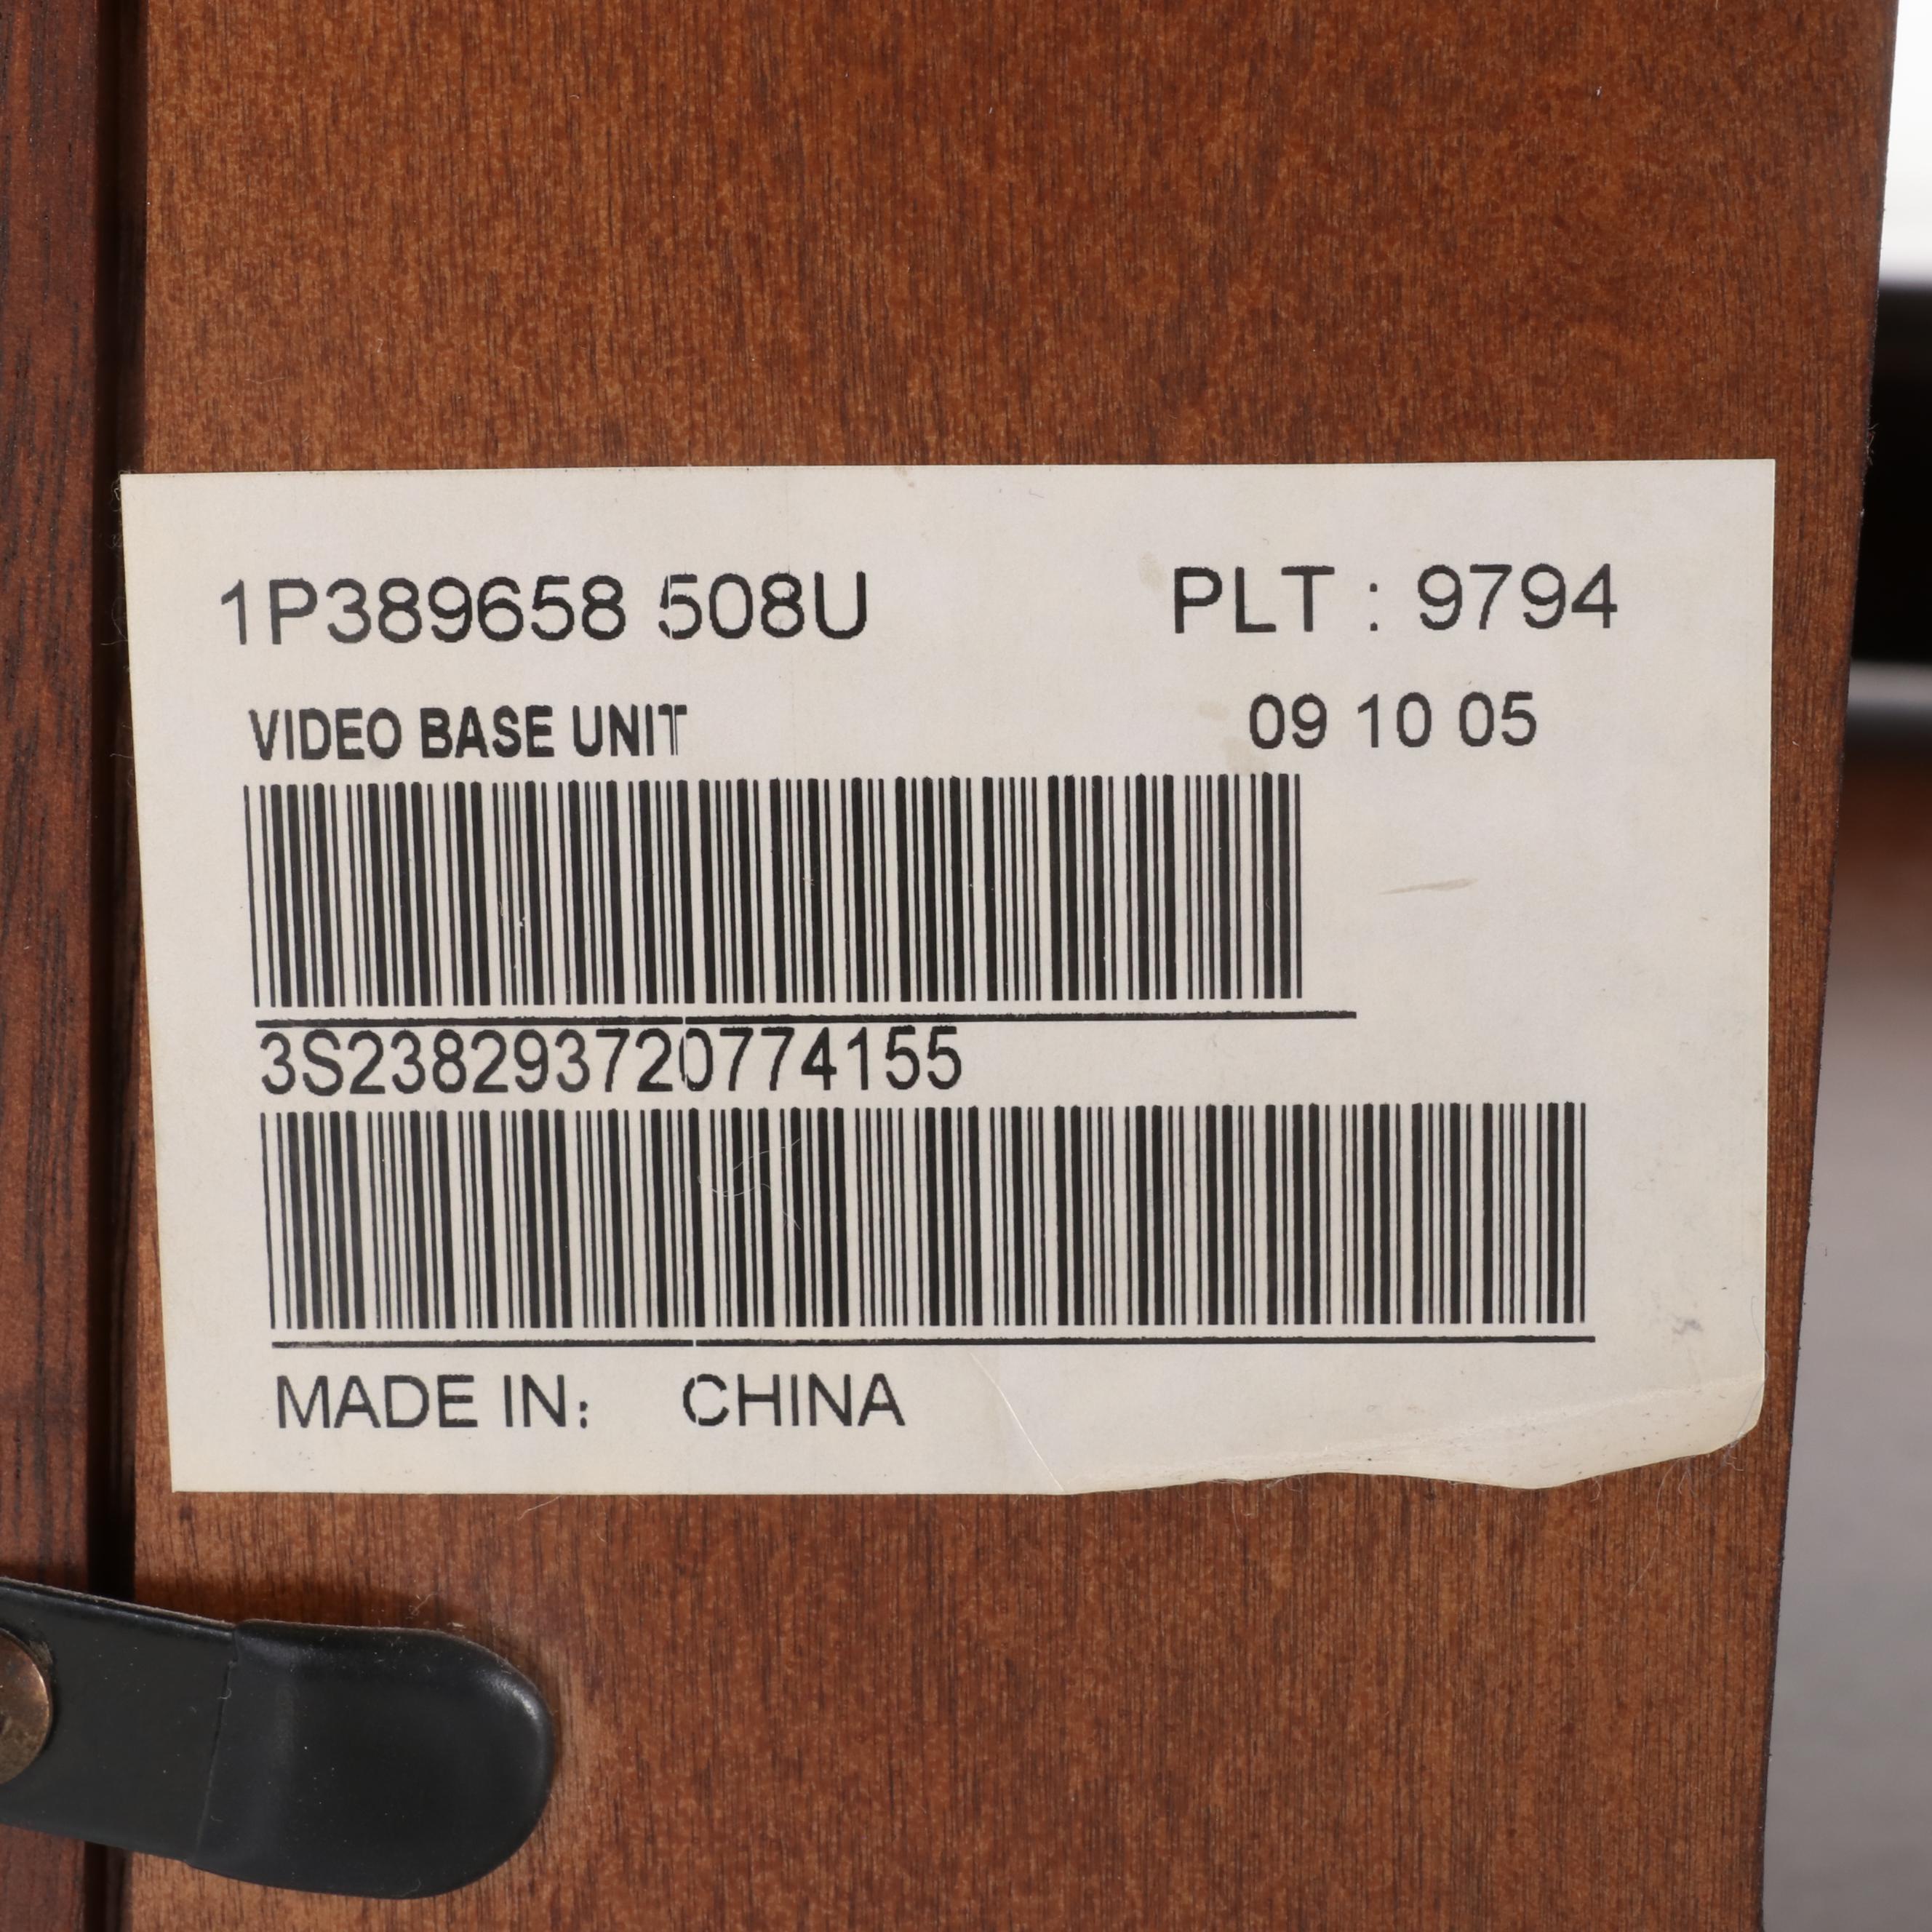 1P389658 508U PLT : 9794
VIDEO BASE UNIT 09 10 05
3S238293720774155
MADE IN: CHINA